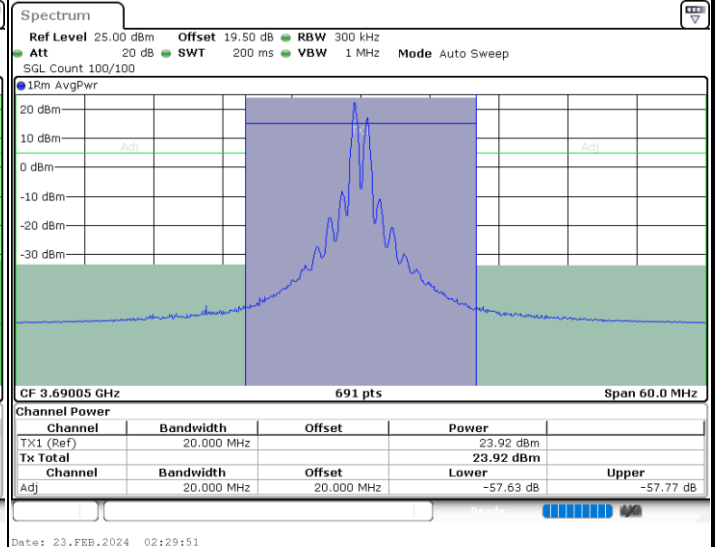 Spectrum
Ref Level 25.00 dBm Offset 19.50 dB RBW 300 kHz
Att 20 dB SWT 200 ms VBW 1 MHz Mode Auto Sweep
SGL Count 100/100
1Rm AvgPwr
20 dBm
10 dBm
Adj Tx Adj
0 dBm
-10 dBm
-20 dBm
-30 dBm
CF 3.69005 GHz 691 pts Span 60.0 MHz
Channel Power
Channel Bandwidth Offset Power
TX1 (Ref) 20.000 MHz 23.92 dBm
Tx Total 23.92 dBm
Channel Bandwidth Offset Lower Upper
Adj 20.000 MHz 20.000 MHz -57.63 dB -57.77 dB
Ready
Date: 23.FEB.2024 02:29:51